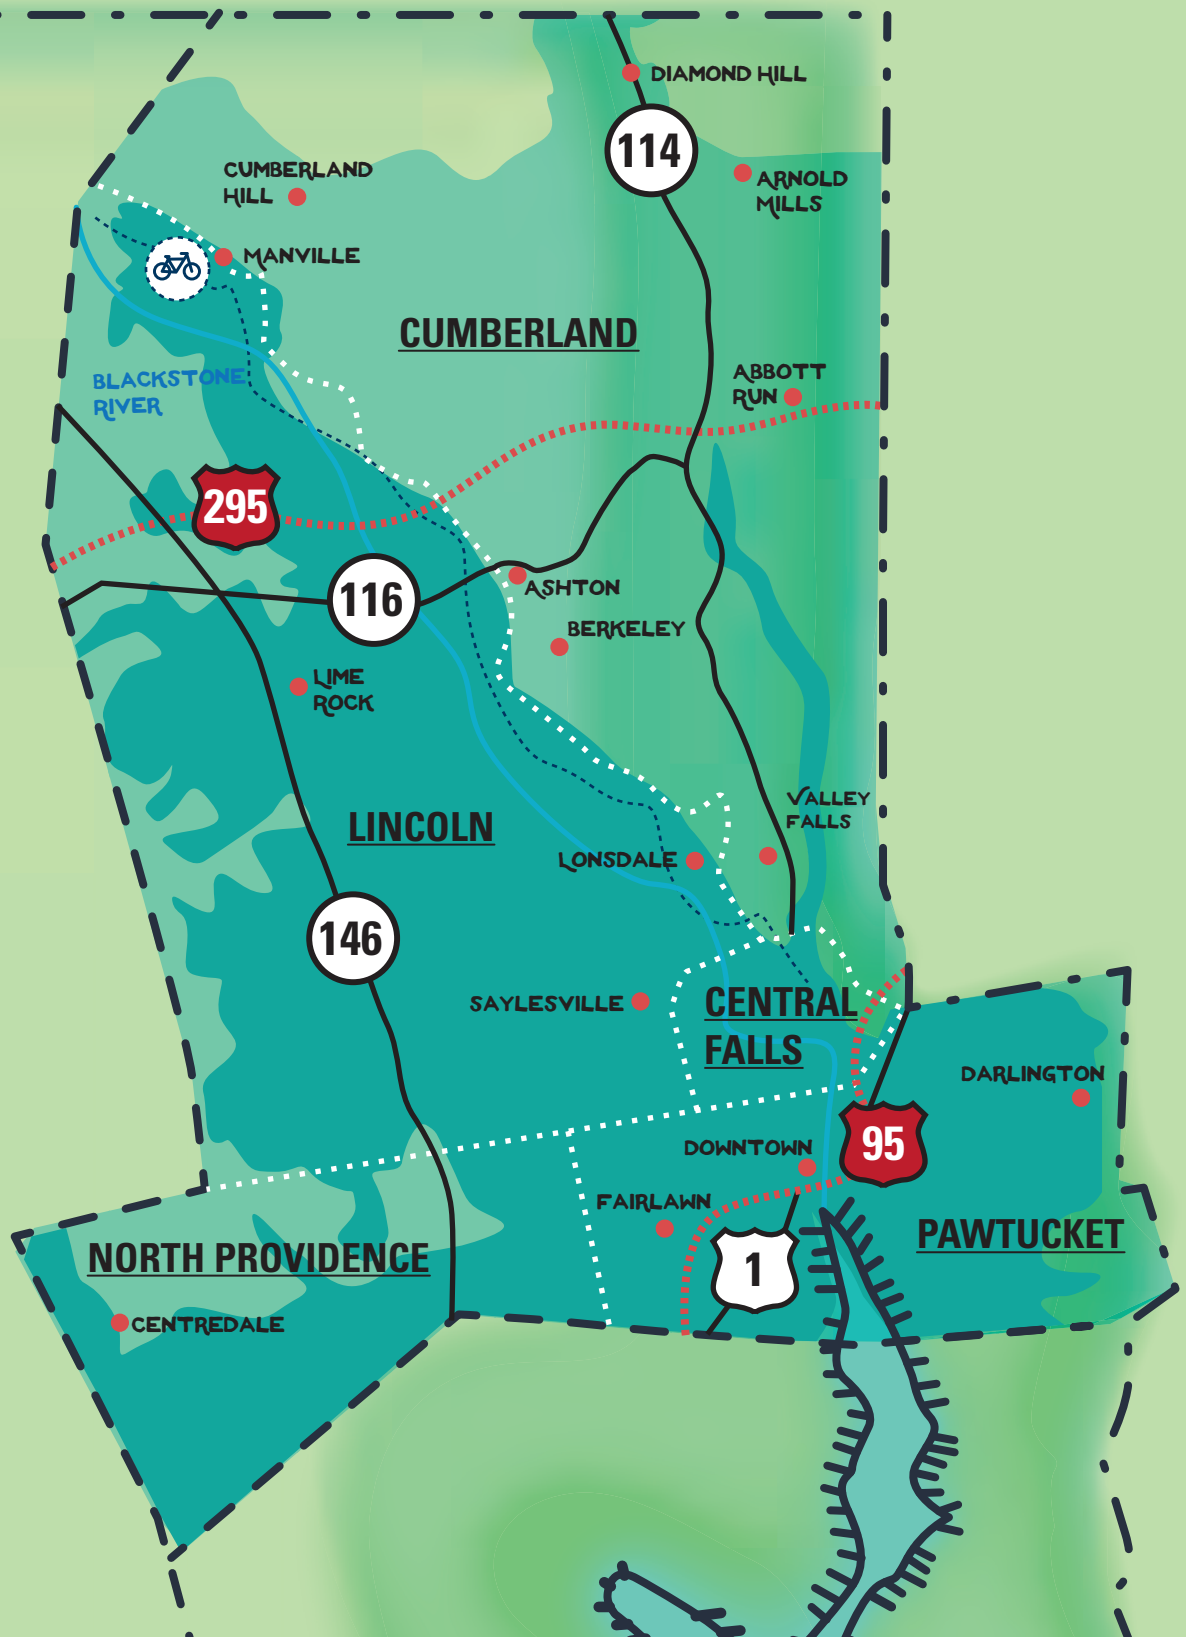 DIAMOND HILL
114
CUMBERLAND
HILL
ARNOLD
MILLS
MANVILLE
CUMBERLAND
BLACKSTONE
RIVER
ABBOTT
RUN
295
116
ASHTON
BERKELEY
LIME
ROCK
VALLEY
FALLS
LINCOLN
LONSDALE
146
SAYLESVILLE
CENTRAL
FALLS
DARLINGTON
DOWNTOWN
95
FAIRLAWN
PAWTUCKET
NORTH PROVIDENCE
1
CENTREDALE